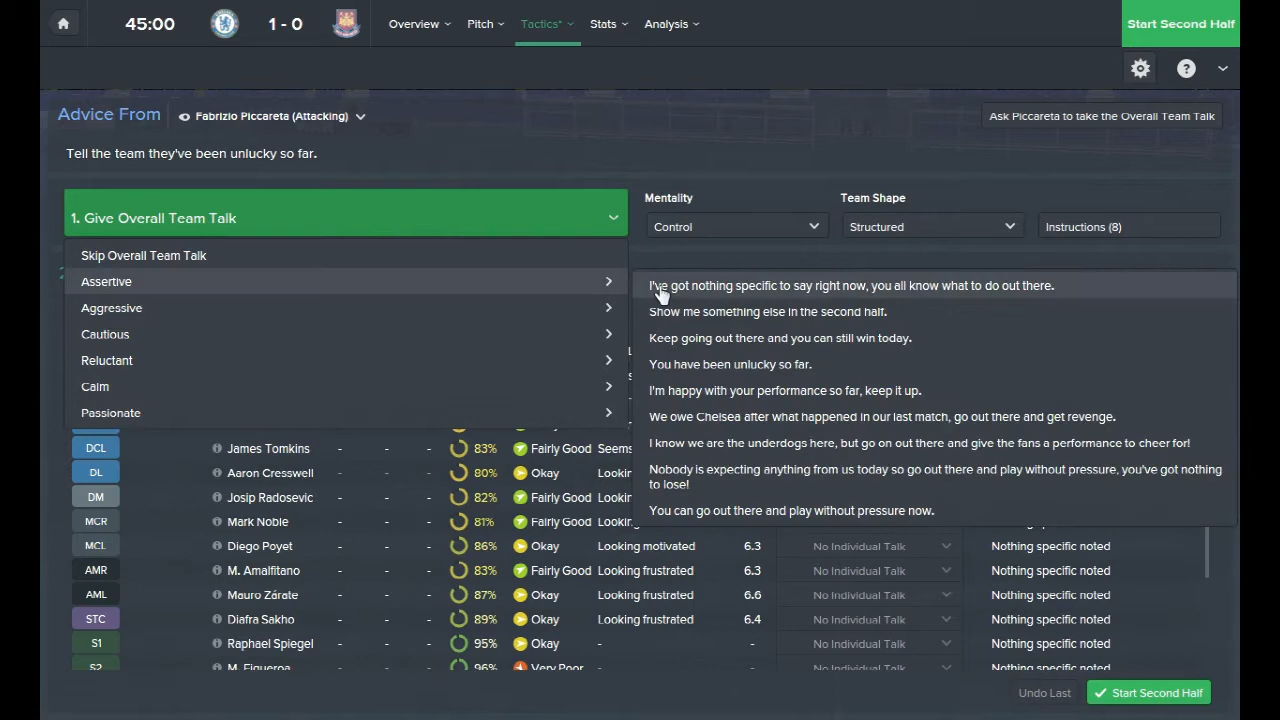 45:00 1 - 0 Overview Pitch Tactics* Stats Analysis Start Second Half
Advice From Fabrizio Piccareta (Attacking) Ask Piccareta to take the Overall Team Talk
Tell the team they've been unlucky so far.
1. Give Overall Team Talk
Mentality Team Shape
Control Structured Instructions (8)
Skip Overall Team Talk
Assertive
Aggressive
Cautious
Reluctant
Calm
Passionate
I've got nothing specific to say right now, you all know what to do out there.
Show me something else in the second half.
Keep going out there and you can still win today.
You have been unlucky so far.
I'm happy with your performance so far, keep it up.
We owe Chelsea after what happened in our last match, go out there and get revenge.
I know we are the underdogs here, but go on out there and give the fans a performance to cheer for!
Nobody is expecting anything from us today so go out there and play without pressure, you've got nothing
to lose!
You can go out there and play without pressure now.
DCL James Tomkins - - - 83% Fairly Good Seems
DL Aaron Cresswell - - - 80% Okay
DM Josip Radosevic - - - 82% Fairly Good
MCR Mark Noble - - - 81% Fairly Good
MCL Diego Poyet - - - 86% Okay Looking motivated 6.3 No Individual Talk Nothing specific noted
AMR M. Amalfitano - - - 83% Fairly Good Looking frustrated 6.3 No Individual Talk Nothing specific noted
AML Mauro Zárate - - - 87% Okay Looking frustrated 6.6 No Individual Talk Nothing specific noted
STC Diafra Sakho - - - 89% Okay Looking frustrated 6.4 No Individual Talk Nothing specific noted
S1 Raphael Spiegel - - - 95% Okay - - No Individual Talk Nothing specific noted
S2 M. Figueroa - - - 96% Very Poor - - No Individual Talk Nothing specific noted
Undo Last Start Second Half